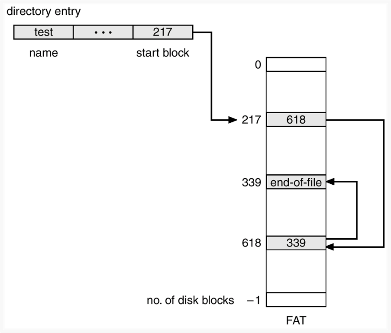 directory entry
test ••• 217
name start block
0
217 618
339 end-of-file
618 339
no. of disk blocks −1
FAT